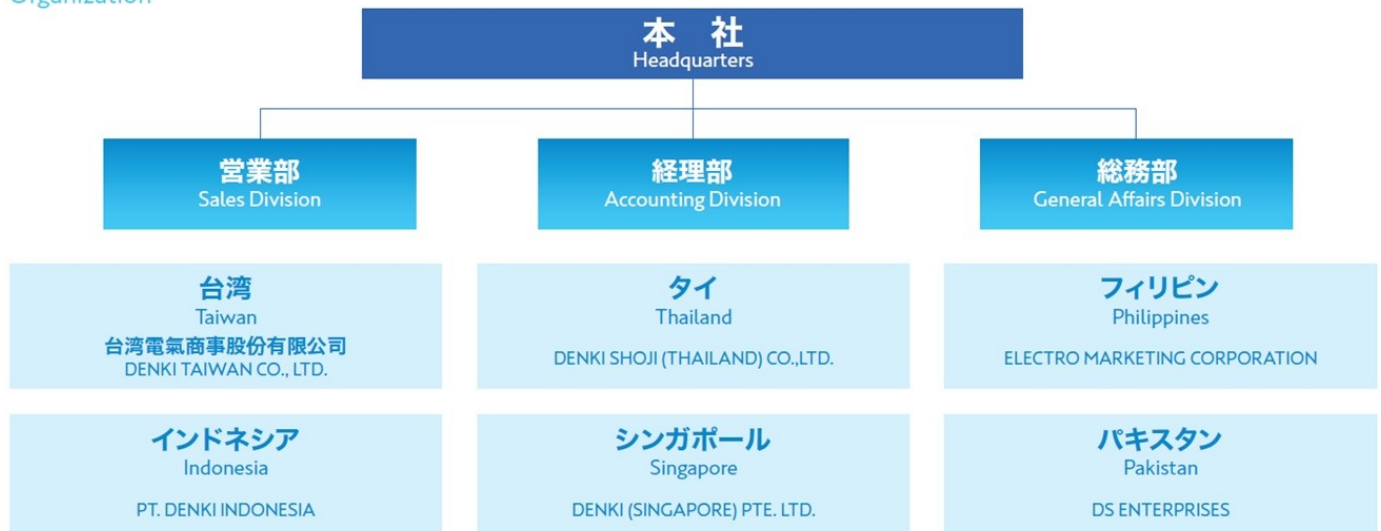 Organization
本　社
Headquarters
営業部
Sales Division
経理部
Accounting Division
総務部
General Affairs Division
台湾
Taiwan
台湾電氣商事股份有限公司
DENKI TAIWAN CO., LTD.
タイ
Thailand
DENKI SHOJI (THAILAND) CO.,LTD.
フィリピン
Philippines
ELECTRO MARKETING CORPORATION
インドネシア
Indonesia
PT. DENKI INDONESIA
シンガポール
Singapore
DENKI (SINGAPORE) PTE. LTD.
パキスタン
Pakistan
DS ENTERPRISES